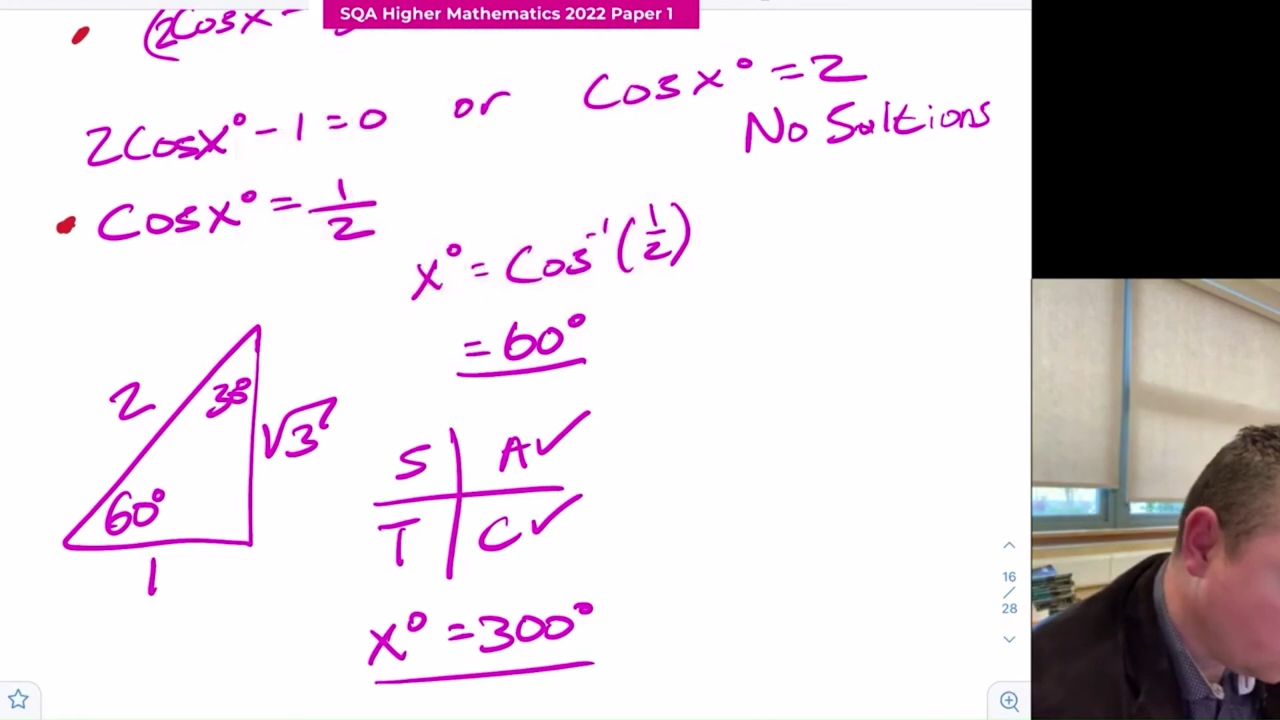 SQA Higher Mathematics 2022 Paper 1
(2Cosx
2Cosx° - 1 = 0 or Cosx° = 2
No Soltions
Cosx° = 1/2
x° = Cos⁻¹(1/2)
= 60°
2 30° √3
60°
1
S A✓
T C✓
x° = 300°
16
/
28